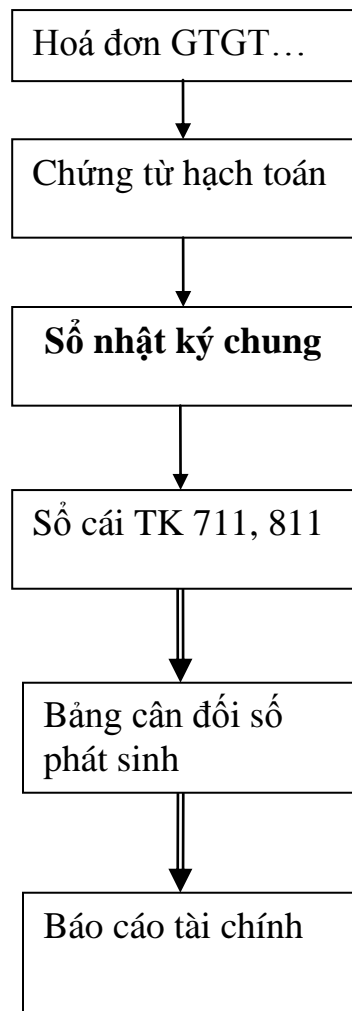 Hoá đơn GTGT…
Chứng từ hạch toán
Sổ nhật ký chung
Sổ cái TK 711, 811
Bảng cân đối số
phát sinh
Báo cáo tài chính